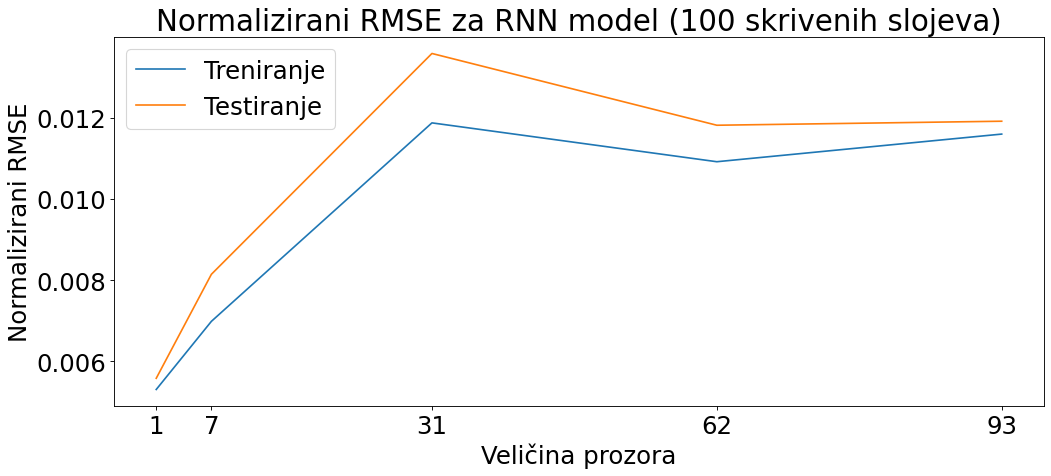 Normalizirani RMSE za RNN model (100 skrivenih slojeva)
Treniranje
Testiranje
Normalizirani RMSE
0.012
0.010
0.008
0.006
1 7 31 62 93
Veličina prozora